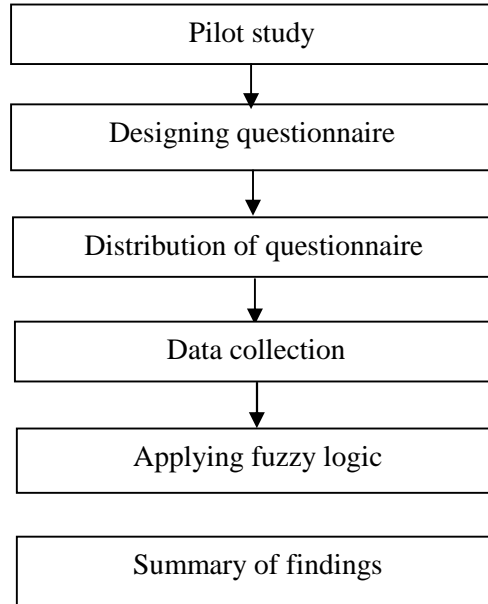 Pilot study
Designing questionnaire
Distribution of questionnaire
Data collection
Applying fuzzy logic
Summary of findings